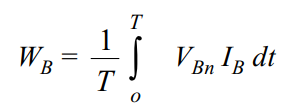 W_B = \frac{1}{T} \int_{o}^{T} V_{Bn} I_B dt